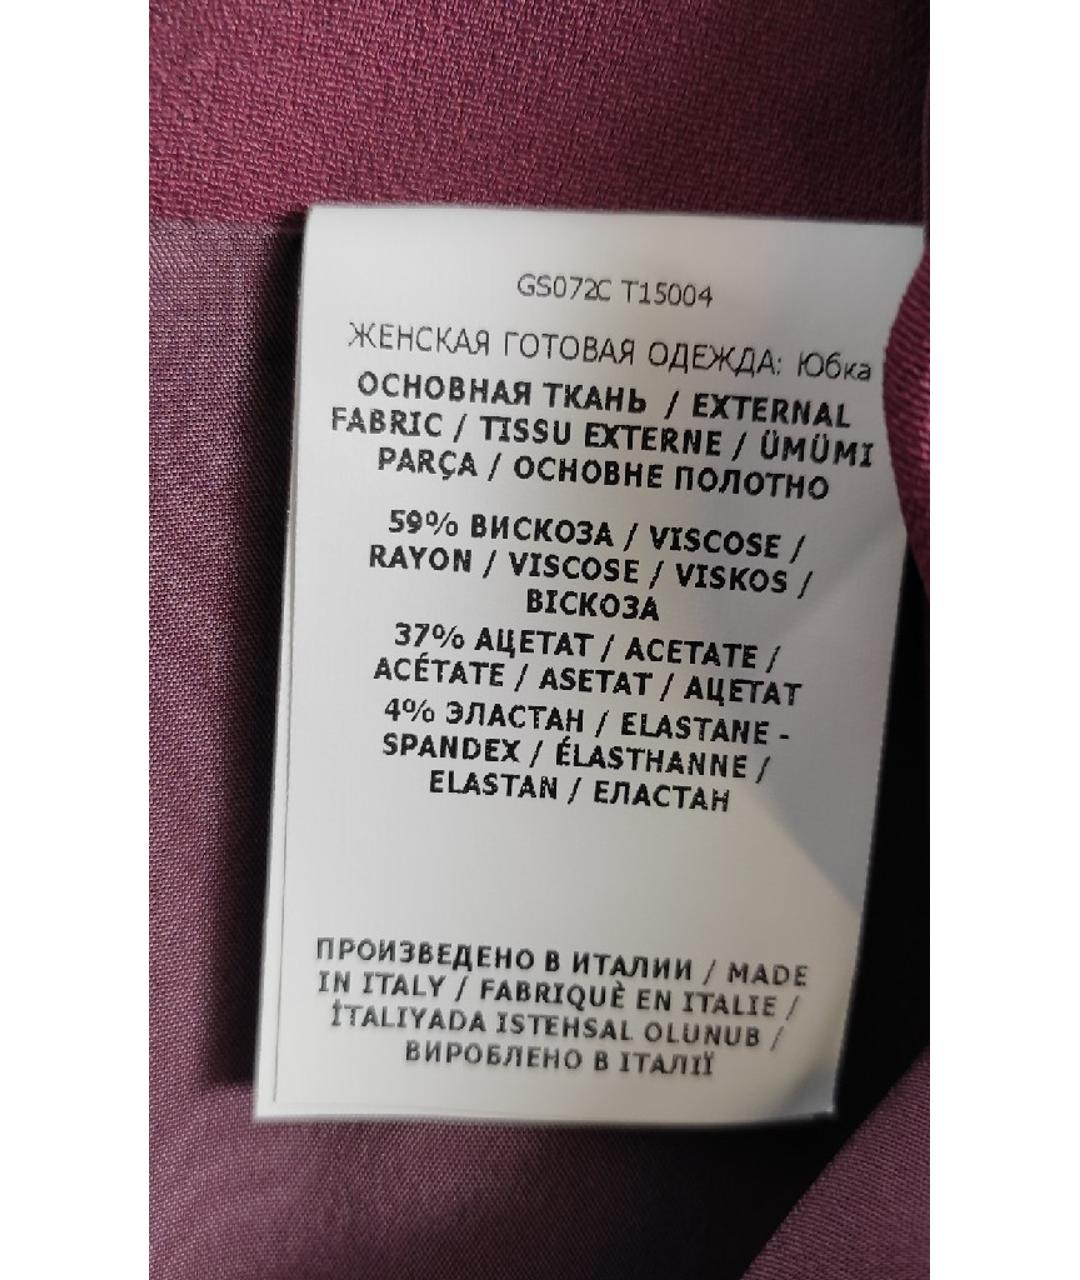 GS072C T15004
ЖЕНСКАЯ ГОТОВАЯ ОДЕЖДА: Юбка
ОСНОВНАЯ ТКАНЬ / EXTERNAL
FABRIC / TISSU EXTERNE / ÜMÜMI
PARÇA / ОСНОВНЕ ПОЛОТНО
59% ВИСКОЗА / VISCOSE /
RAYON / VISCOSE / VISKOS /
ВІСКОЗА
37% АЦЕТАТ / ACETATE /
ACÉTATE / ASETAT / АЦЕТАТ
4% ЭЛАСТАН / ELASTANE -
SPANDEX / ÉLASTHANNE /
ELASTAN / ЕЛАСТАН
ПРОИЗВЕДЕНО В ИТАЛИИ / MADE
IN ITALY / FABRIQUÈ EN ITALIE /
İTALIYADA ISTEHSAL OLUNUB /
ВИРОБЛЕНО В ІТАЛІЇ